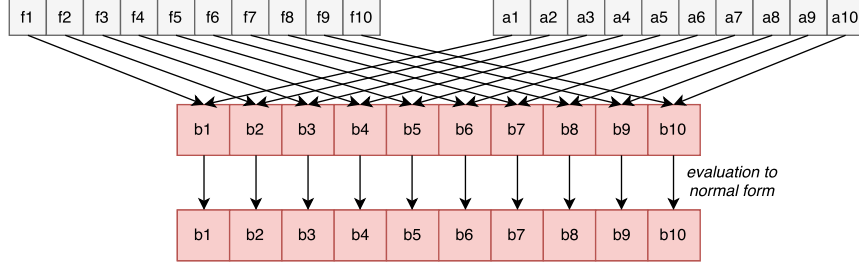 f1 f2 f3 f4 f5 f6 f7 f8 f9 f10 a1 a2 a3 a4 a5 a6 a7 a8 a9 a10
b1 b2 b3 b4 b5 b6 b7 b8 b9 b10
evaluation to
normal form
b1 b2 b3 b4 b5 b6 b7 b8 b9 b10